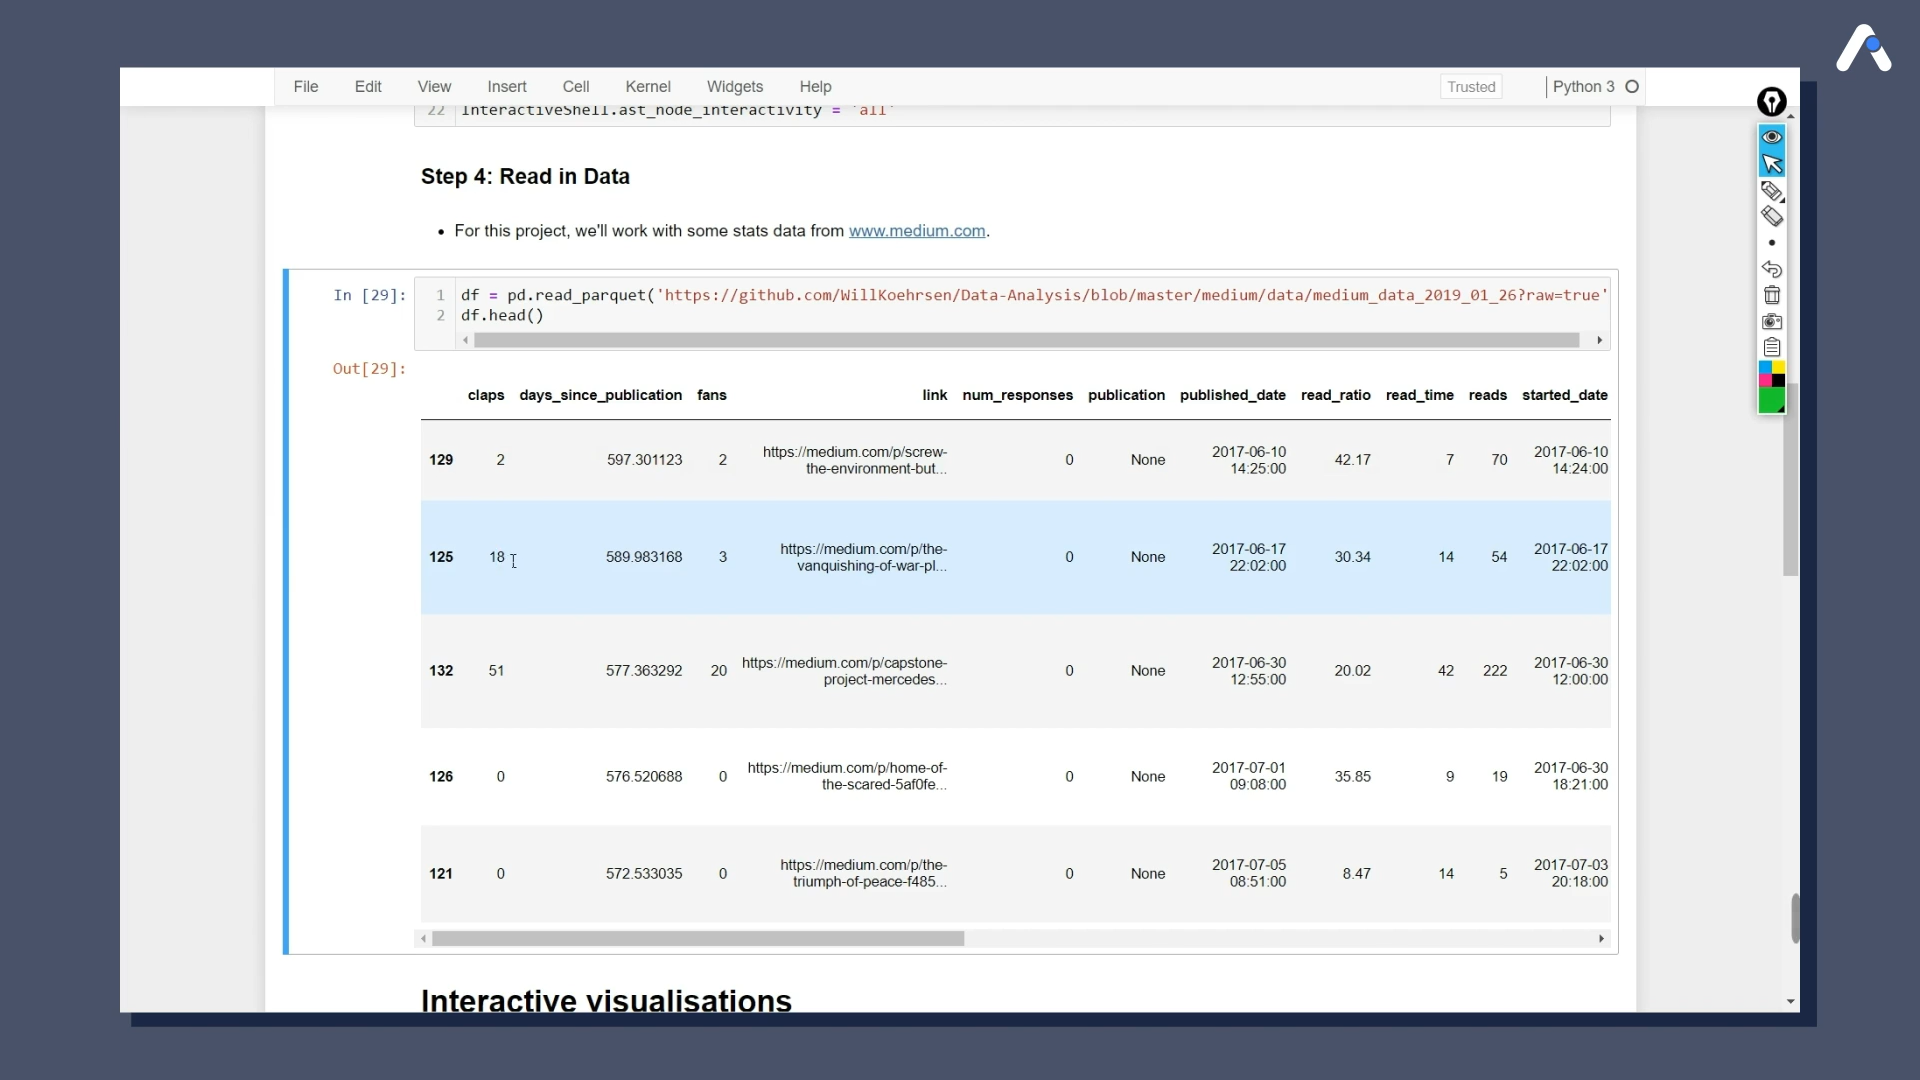 File Edit View Insert Cell Kernel Widgets Help Trusted Python 3
22 InteractiveShell.ast_node_interactivity = 'all'
Step 4: Read in Data
• For this project, we'll work with some stats data from www.medium.com.
In [29]: 1 df = pd.read_parquet('https://github.com/WillKoehrsen/Data-Analysis/blob/master/medium/data/medium_data_2019_01_26?raw=true'
2 df.head()
Out[29]:
claps days_since_publication fans link num_responses publication published_date read_ratio read_time reads started_date
129 2 597.301123 2 https://medium.com/p/screw-the-environment-but... 0 None 2017-06-10 14:25:00 42.17 7 70 2017-06-10 14:24:00
125 18 589.983168 3 https://medium.com/p/the-vanquishing-of-war-pl... 0 None 2017-06-17 22:02:00 30.34 14 54 2017-06-17 22:02:00
132 51 577.363292 20 https://medium.com/p/capstone-project-mercedes... 0 None 2017-06-30 12:55:00 20.02 42 222 2017-06-30 12:00:00
126 0 576.520688 0 https://medium.com/p/home-of-the-scared-5af0fe... 0 None 2017-07-01 09:08:00 35.85 9 19 2017-06-30 18:21:00
121 0 572.533035 0 https://medium.com/p/the-triumph-of-peace-f485... 0 None 2017-07-05 08:51:00 8.47 14 5 2017-07-03 20:18:00
Interactive visualisations